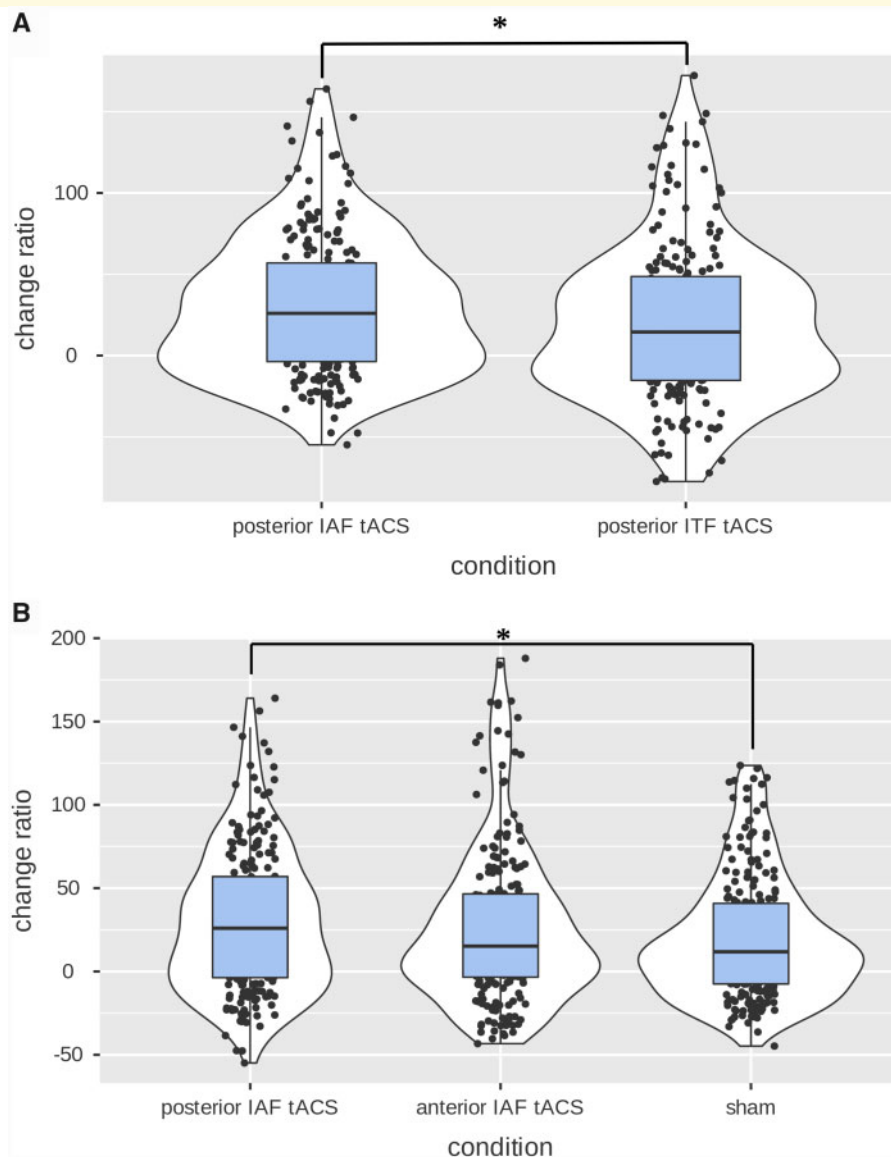 A
*
change ratio
100
0
posterior IAF tACS posterior ITF tACS
condition
B
*
change ratio
200
150
100
50
0
-50
posterior IAF tACS anterior IAF tACS sham
condition